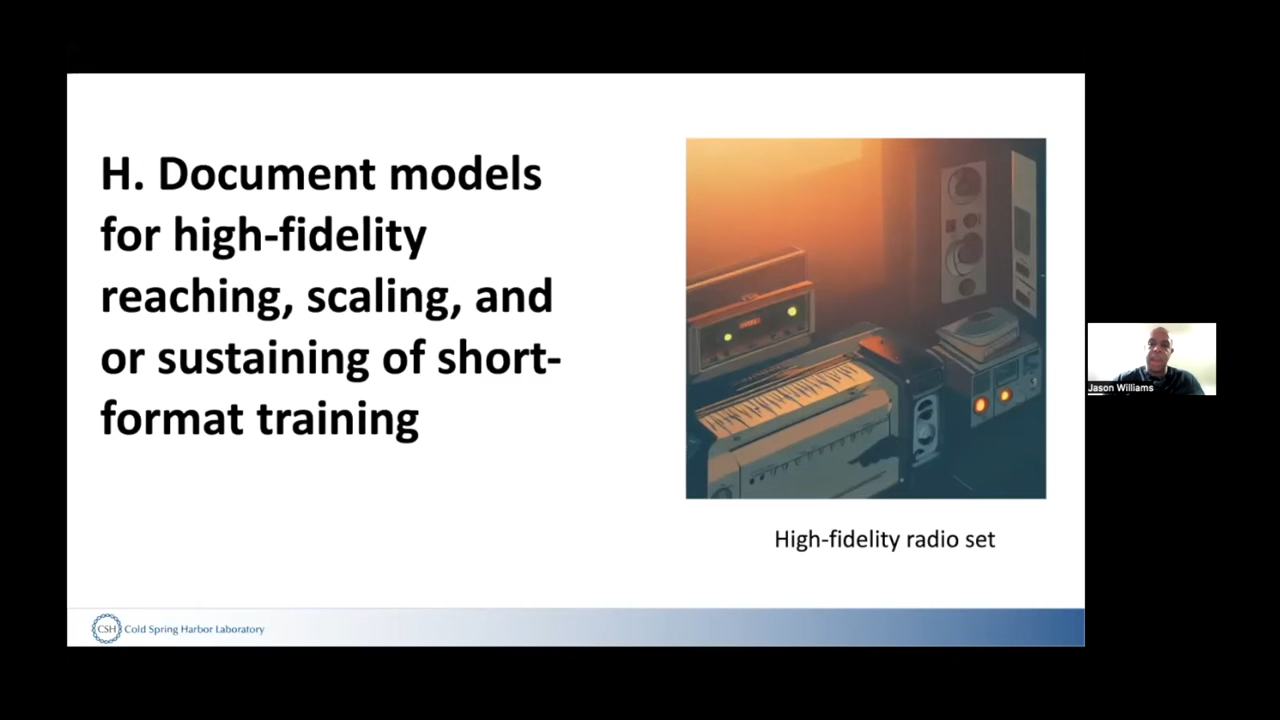 H. Document models
for high-fidelity
reaching, scaling, and
or sustaining of short-
format training
High-fidelity radio set
CSH Cold Spring Harbor Laboratory
Jason Williams